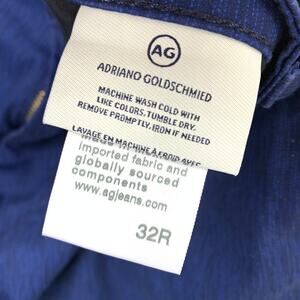 AG
ADRIANO GOLDSCHMIED
MACHINE WASH COLD WITH
LIKE COLORS. TUMBLE DRY.
REMOVE PROMPTLY. IRON IF NEEDED
LAVAGE EN MACHINE À FROID AVEC
imported fabric and
globally sourced
components
www.agjeans.com
32R